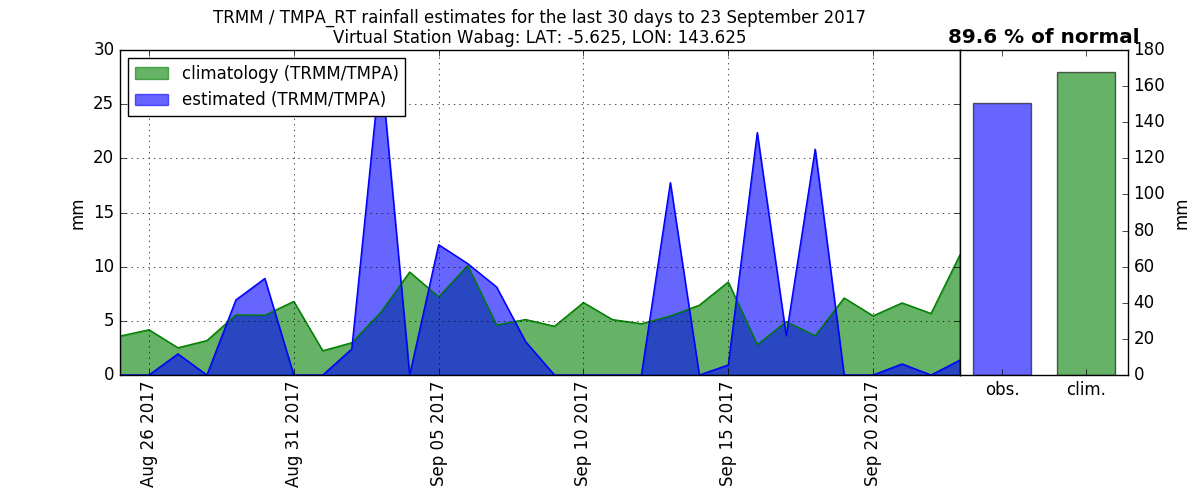 TRMM / TMPA_RT rainfall estimates for the last 30 days to 23 September 2017
Virtual Station Wabag: LAT: -5.625, LON: 143.625
89.6 % of normal
climatology (TRMM/TMPA)
estimated (TRMM/TMPA)
mm
30
25
20
15
10
5
0
Aug 26 2017
Aug 31 2017
Sep 05 2017
Sep 10 2017
Sep 15 2017
Sep 20 2017
obs.
clim.
180
160
140
120
100
80
60
40
20
0
mm